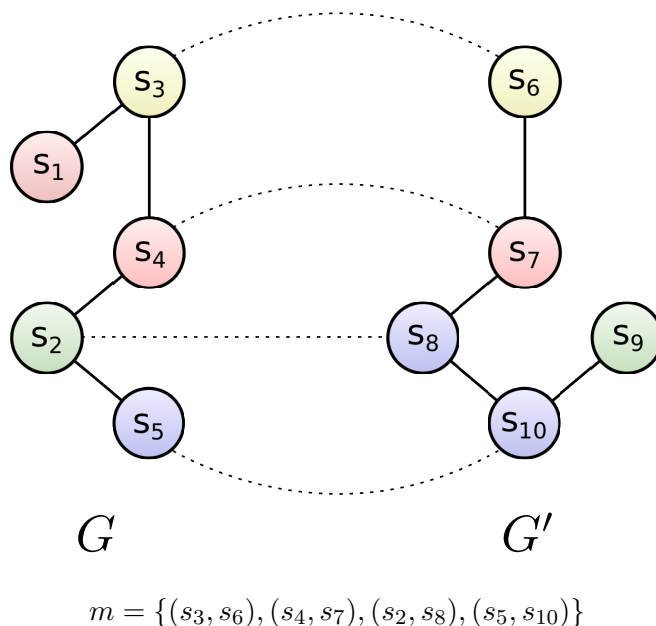 s₃ s₆
s₁
s₄ s₇
s₂ s₈ s₉
s₅ s₁₀
G G′
m = {(s₃, s₆), (s₄, s₇), (s₂, s₈), (s₅, s₁₀)}